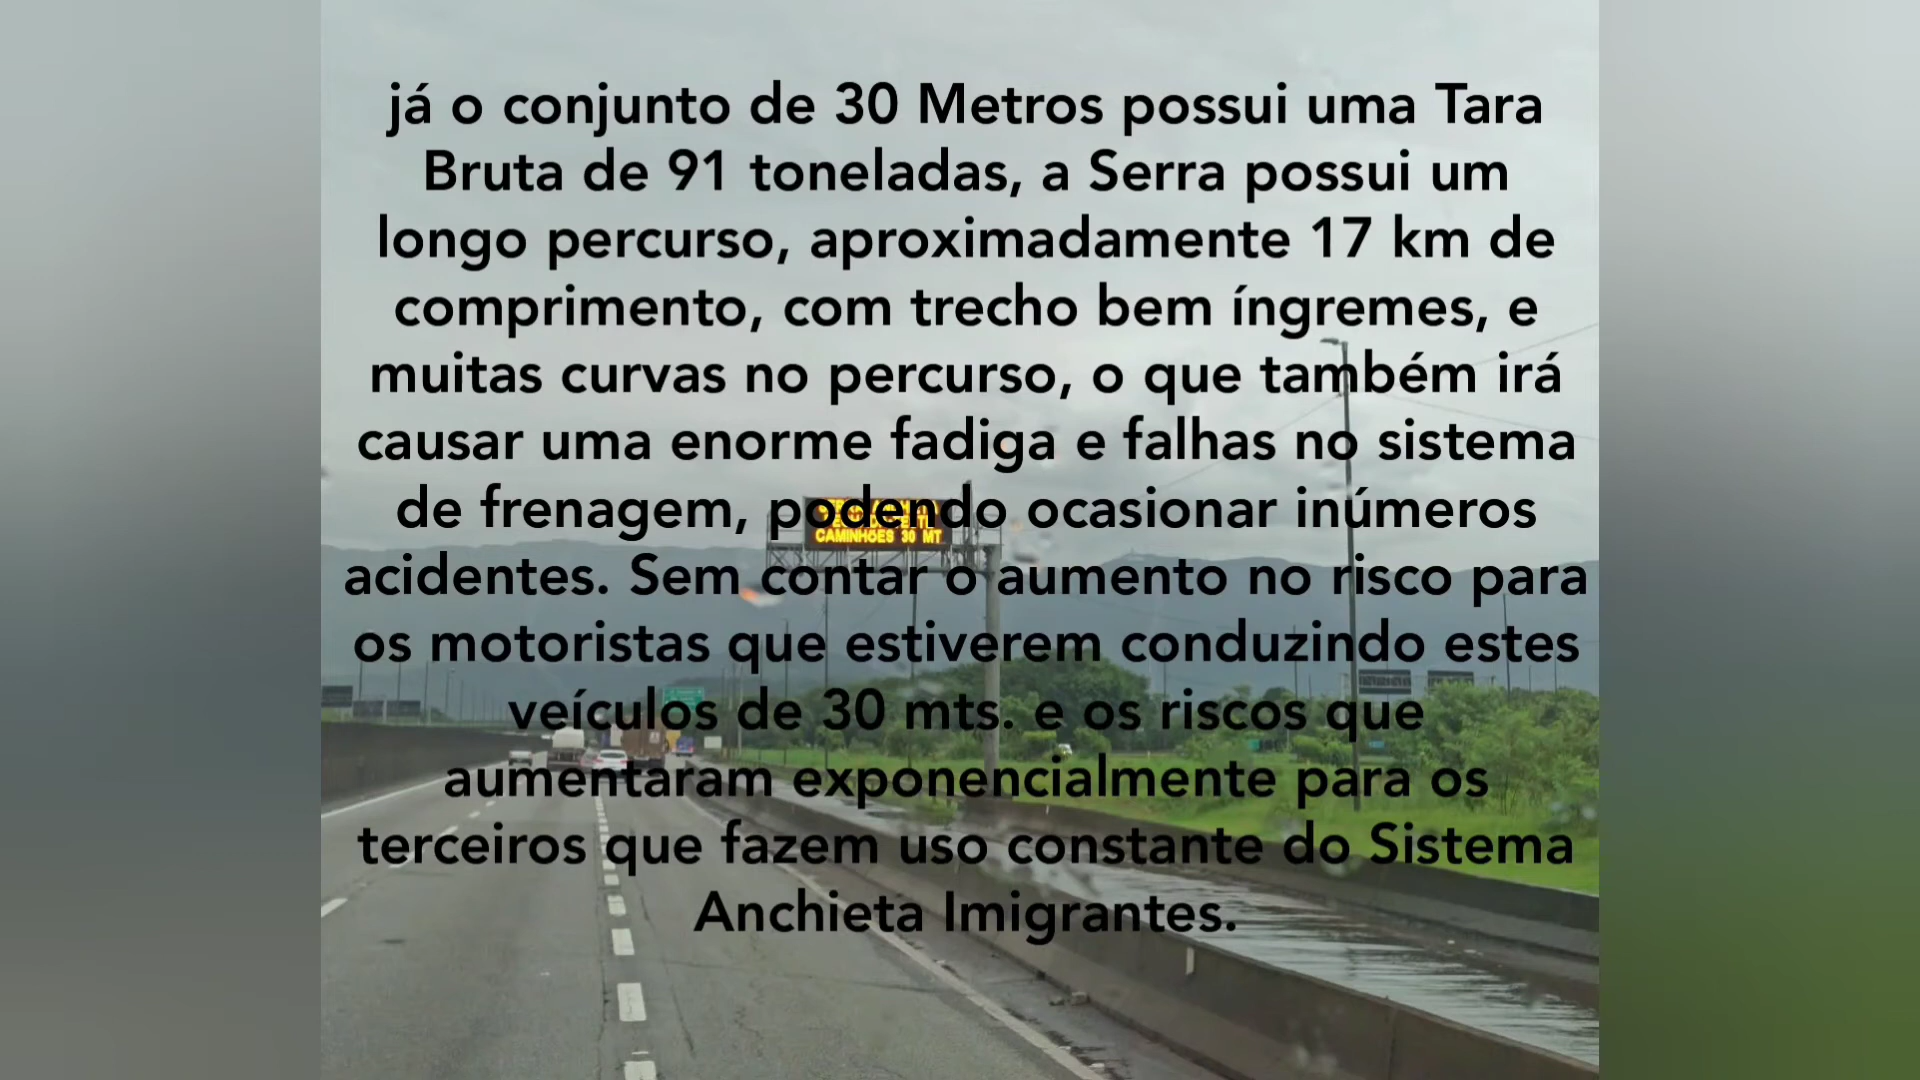 já o conjunto de 30 Metros possui uma Tara
Bruta de 91 toneladas, a Serra possui um
longo percurso, aproximadamente 17 km de
comprimento, com trecho bem íngremes, e
muitas curvas no percurso, o que também irá
causar uma enorme fadiga e falhas no sistema
de frenagem, podendo ocasionar inúmeros
CAMINHÕES 30 MT
acidentes. Sem contar o aumento no risco para
os motoristas que estiverem conduzindo estes
veículos de 30 mts. e os riscos que
aumentaram exponencialmente para os
terceiros que fazem uso constante do Sistema
Anchieta Imigrantes.